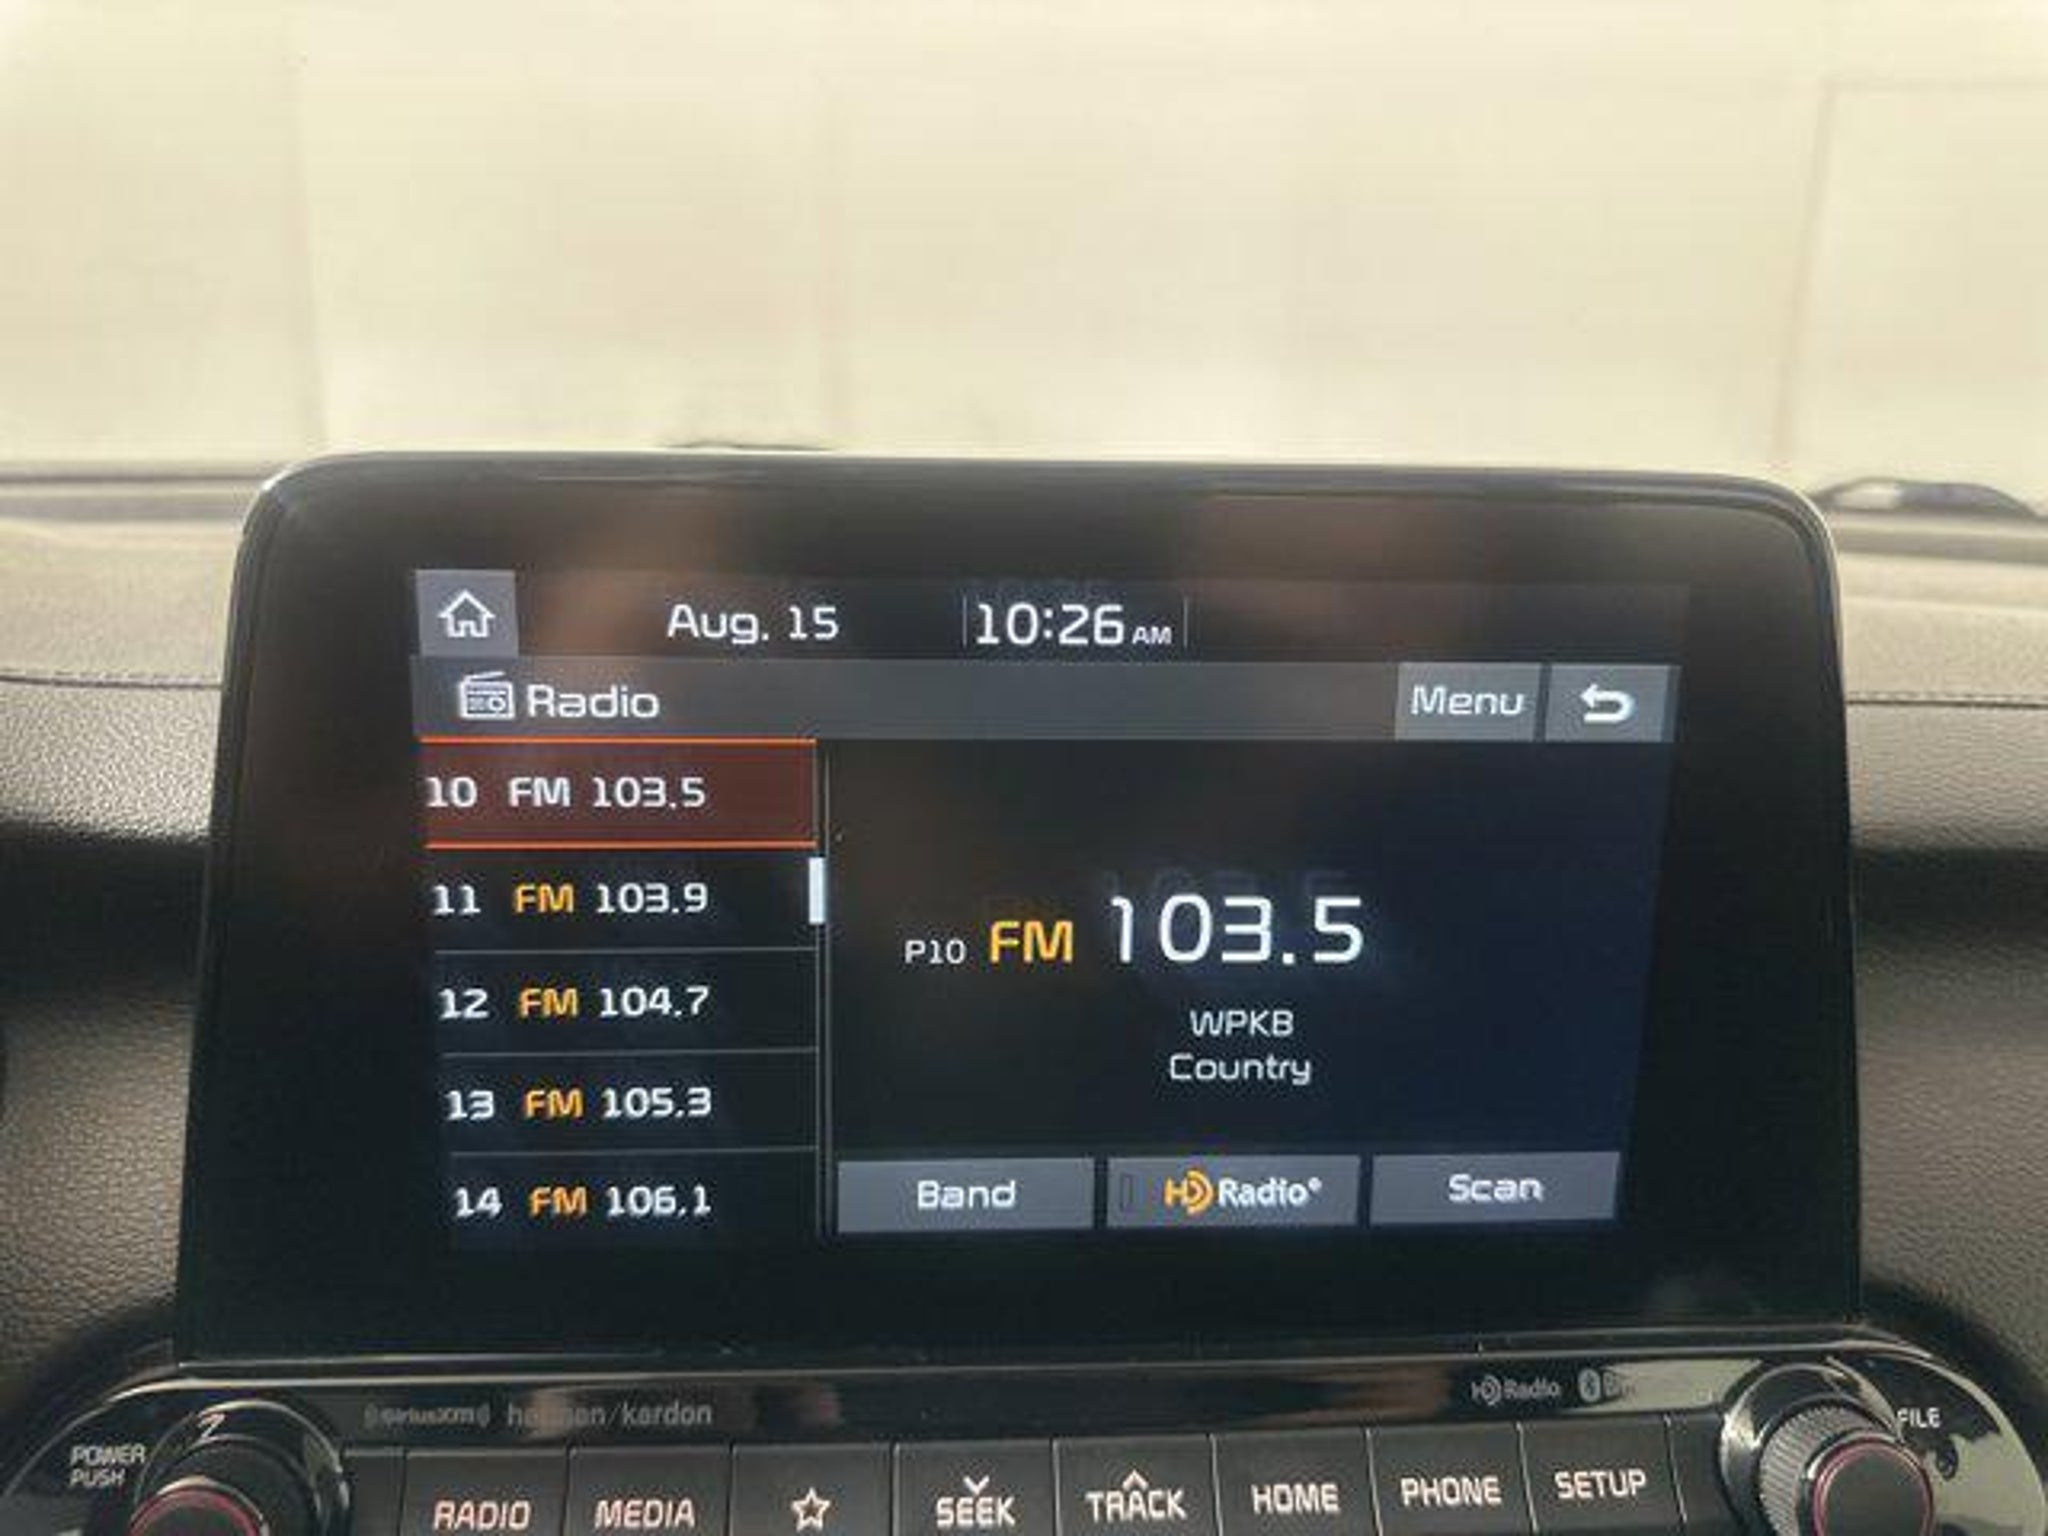 Aug. 15 10:26 AM
Radio Menu
10 FM 103.5
11 FM 103.9
12 FM 104.7
13 FM 105.3
14 FM 106.1
P10 FM 103.5
WPKB
Country
Band HD Radio® Scan
HD Radio
((SiriusXM)) harman/kardon
POWER
PUSH
FILE
RADIO MEDIA SEEK TRACK HOME PHONE SETUP